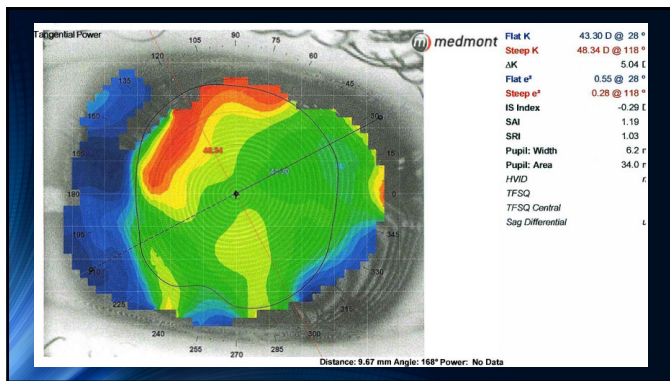 Tangential Power
medmont
Flat K 43.30 D @ 28 °
Steep K 48.34 D @ 118 °
ΔK 5.04 D
Flat e² 0.55 @ 28 °
Steep e² 0.28 @ 118 °
IS Index -0.29 D
SAI 1.19
SRI 1.03
Pupil: Width 6.2
Pupil: Area 34.0
HVID
TFSQ
TFSQ Central
Sag Differential
105 90 75
120 60
135 45
48.34
180 0
195 345
330
225 315
240 300
255 270 285
Distance: 9.67 mm Angle: 168° Power: No Data